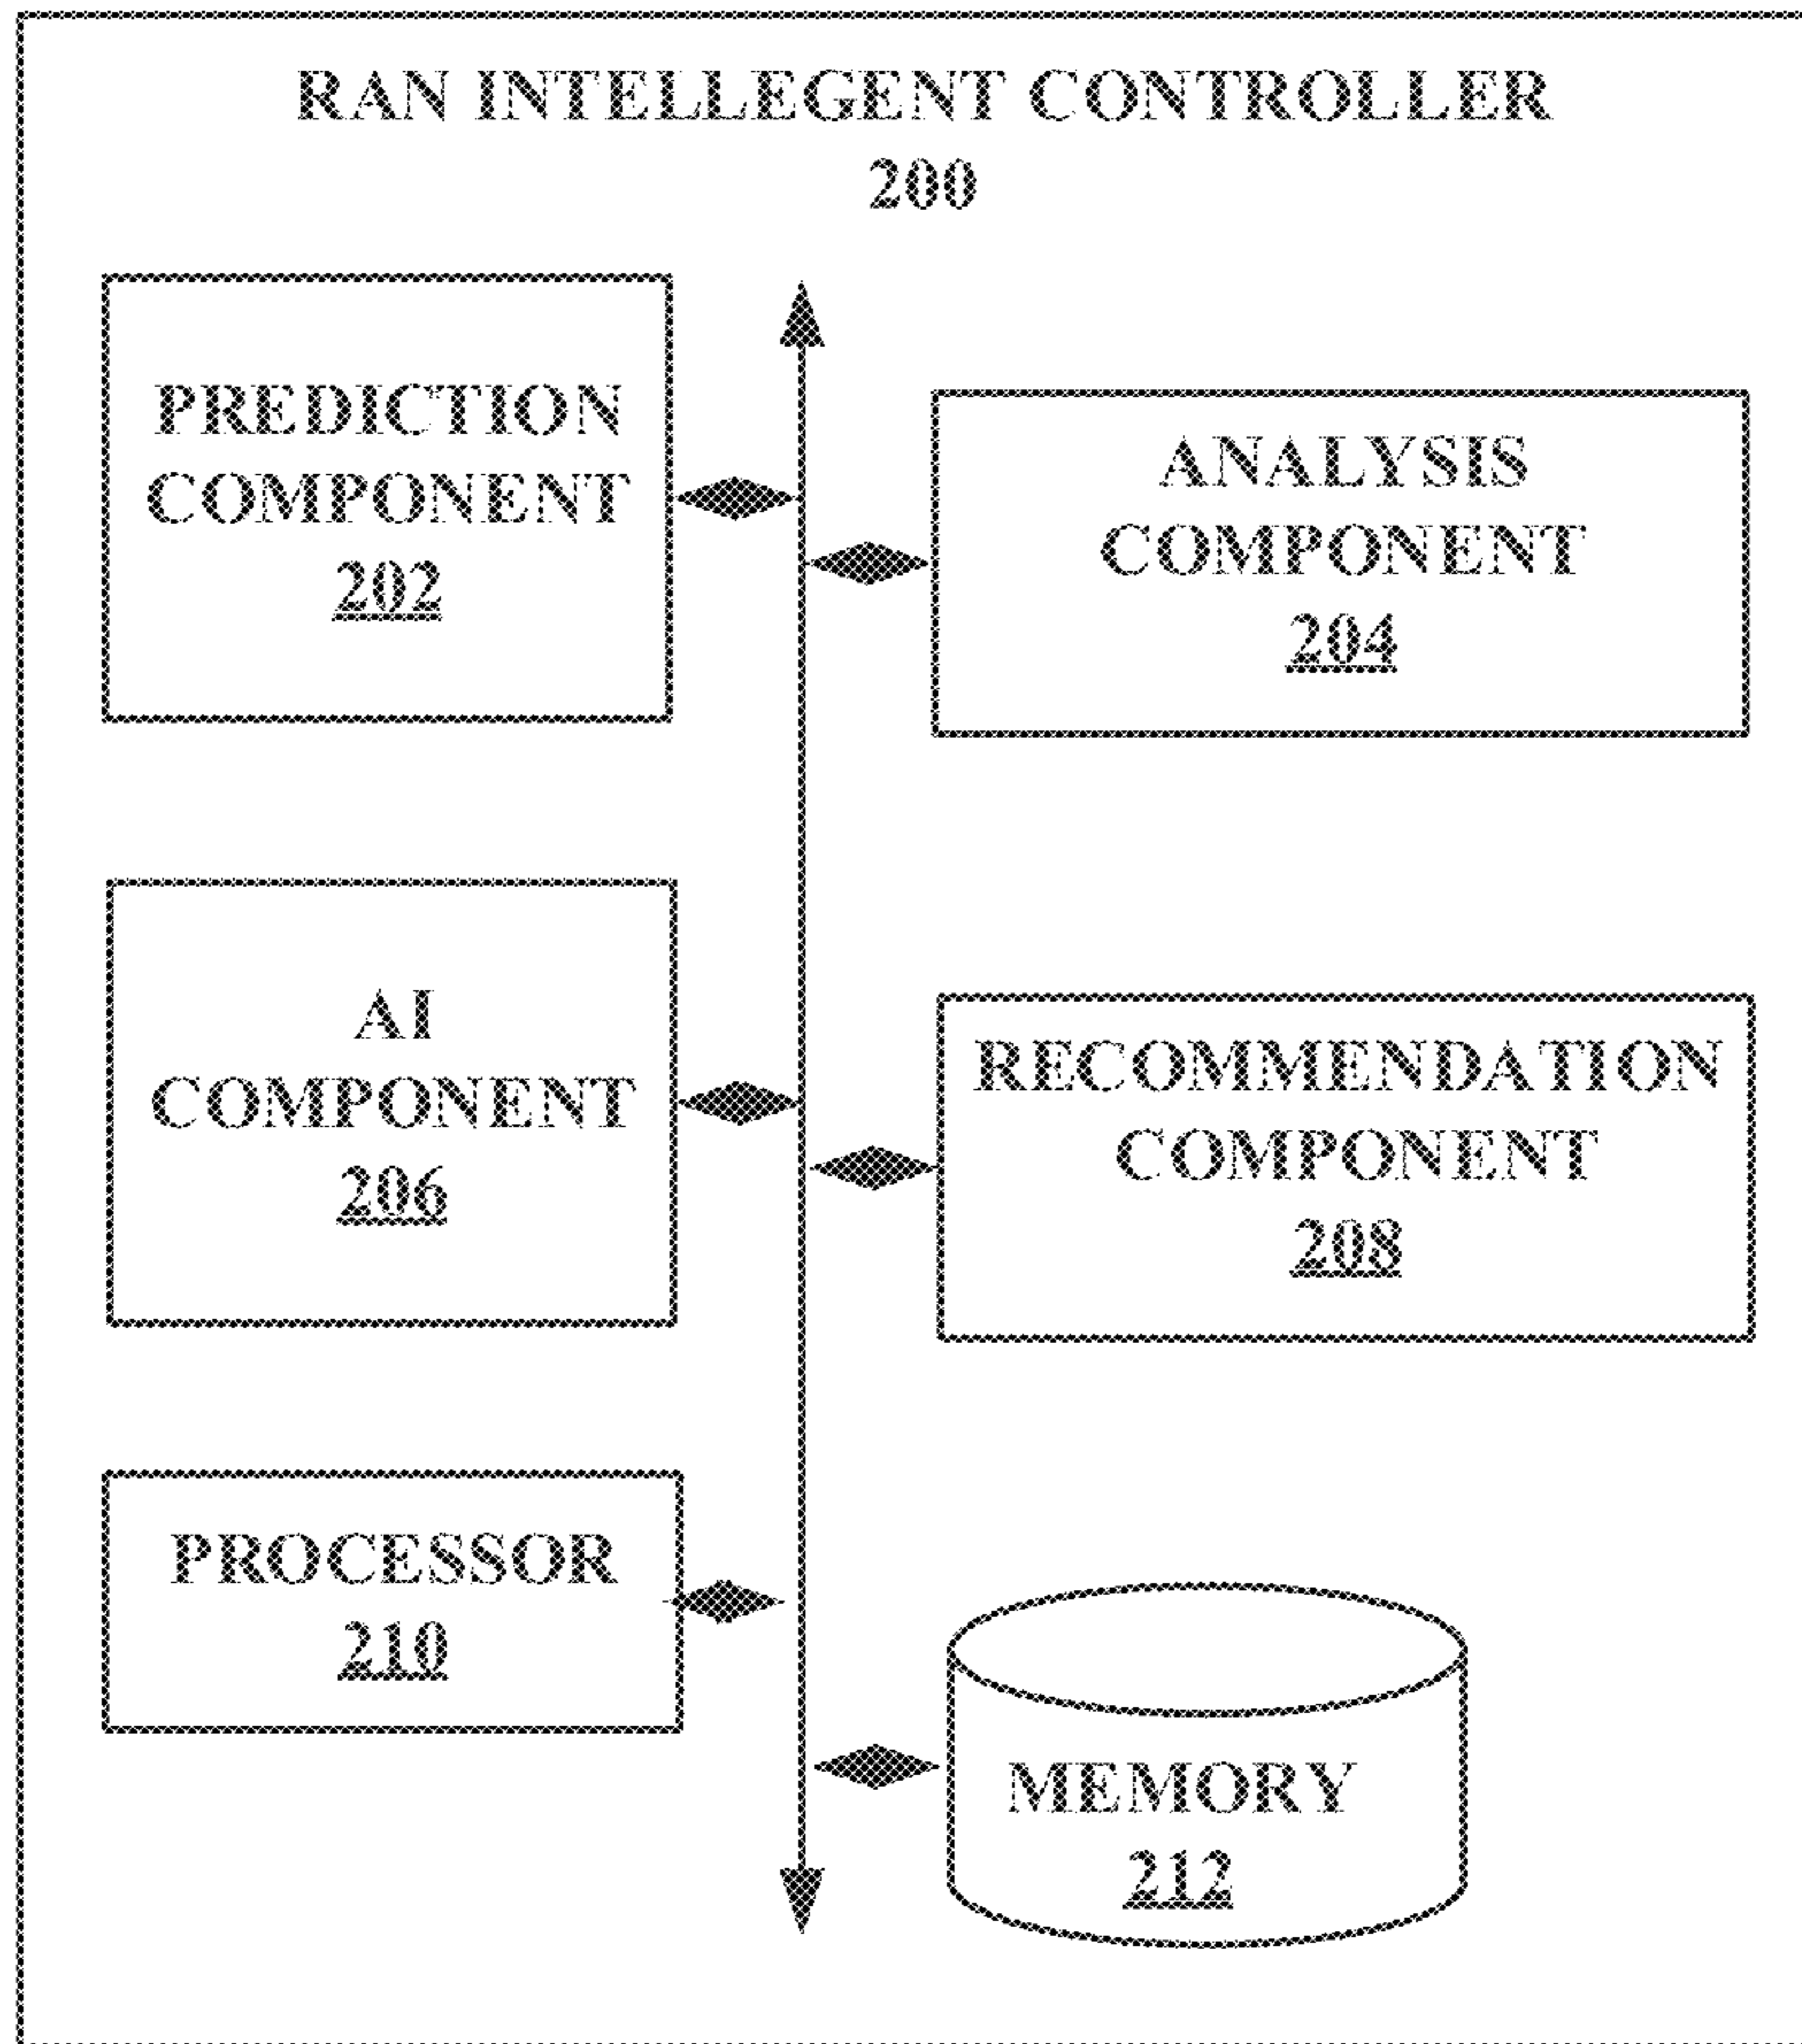 RAN INTELLEGENT CONTROLLER
200
PREDICTION
COMPONENT
202
ANALYSIS
COMPONENT
204
AI
COMPONENT
206
RECOMMENDATION
COMPONENT
208
PROCESSOR
210
MEMORY
212